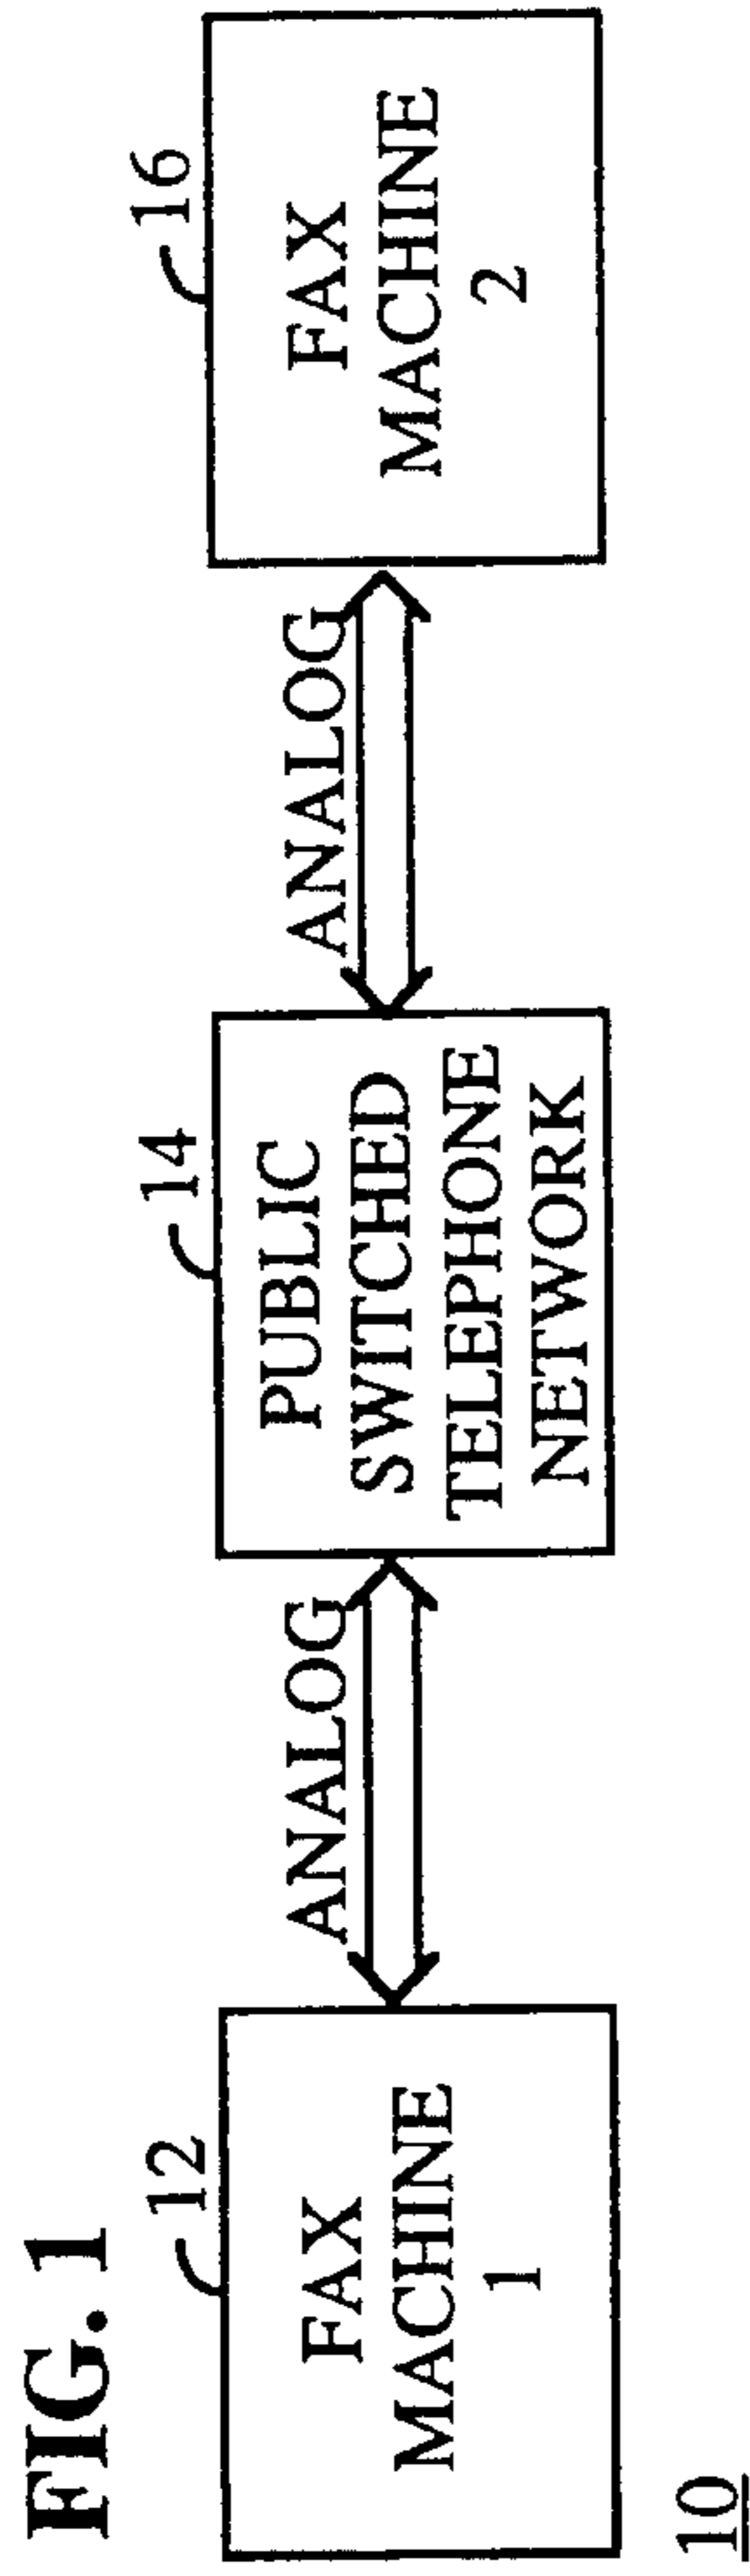 FIG. 1
12
FAX
MACHINE
1
ANALOG
14
PUBLIC
SWITCHED
TELEPHONE
NETWORK
ANALOG
16
FAX
MACHINE
2
10